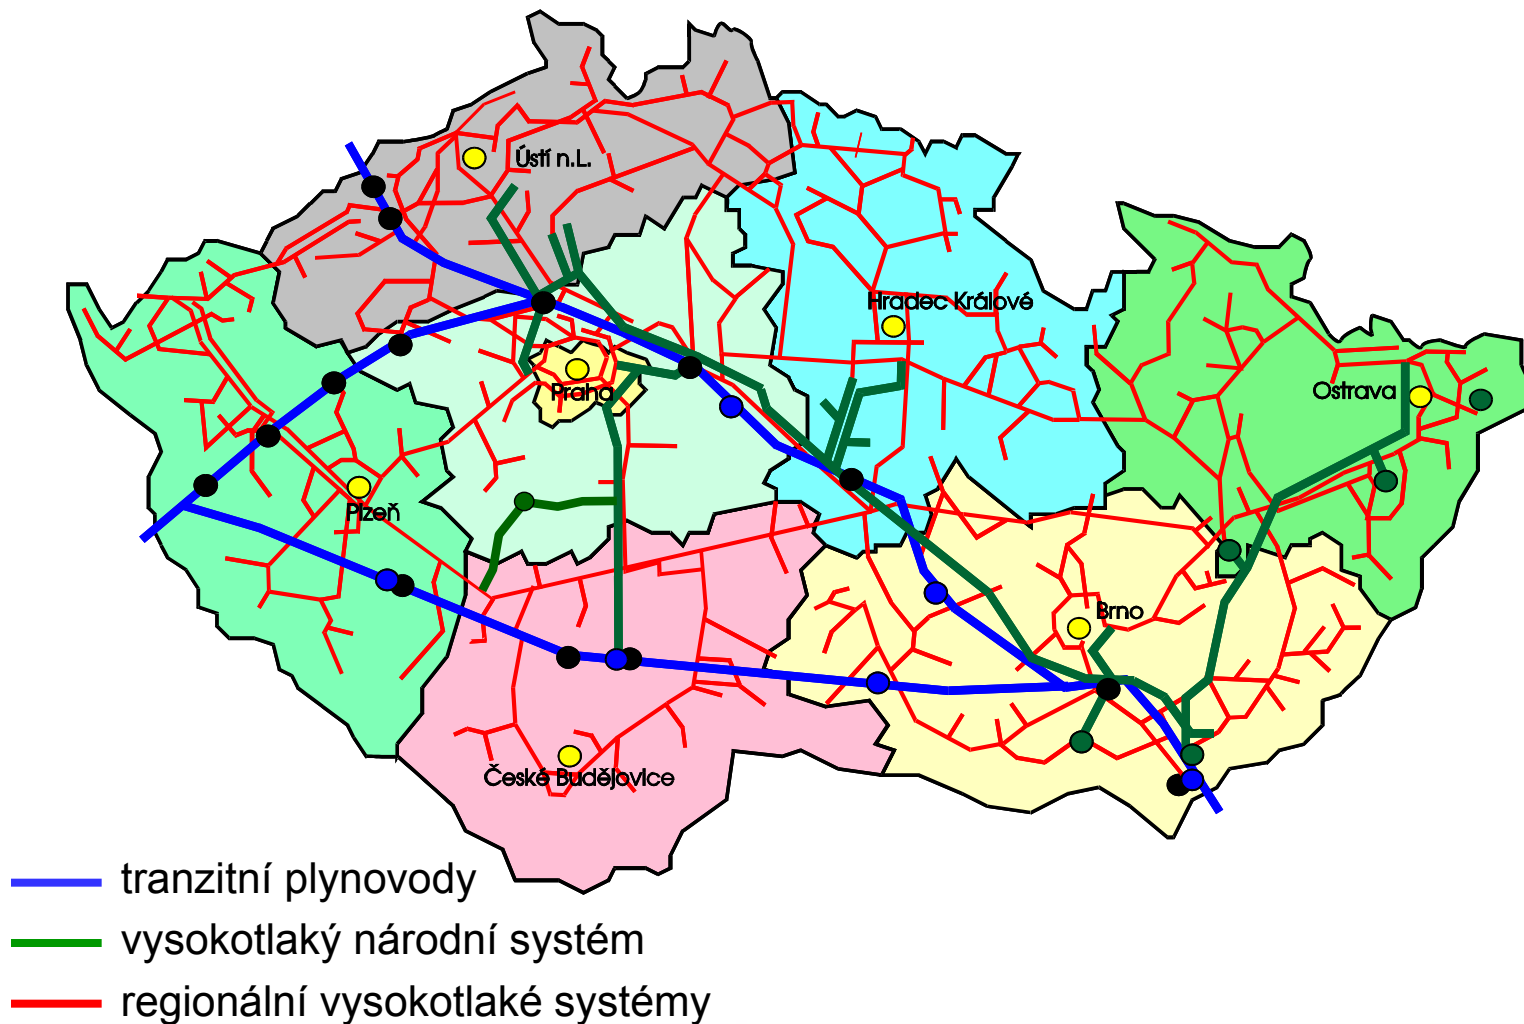 Ústí n.L.
Hradec Králové
Praha
Ostrava
Plzeň
Brno
České Budějovice
tranzitní plynovody
vysokotlaký národní systém
regionální vysokotlaké systémy